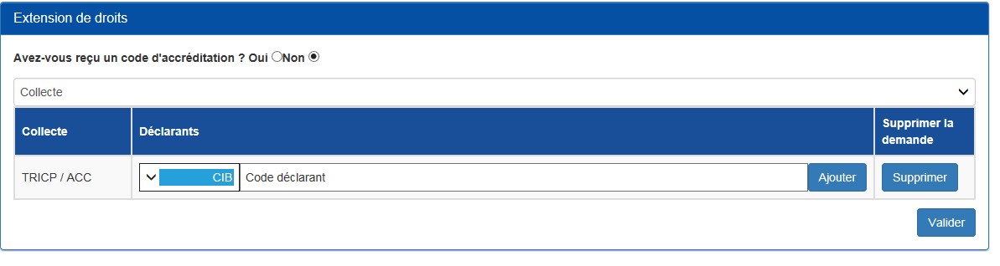 Extension de droits
Avez-vous reçu un code d'accréditation ? Oui Non
Collecte
Collecte Déclarants Supprimer la
demande
TRICP / ACC CIB Code déclarant Ajouter Supprimer
Valider